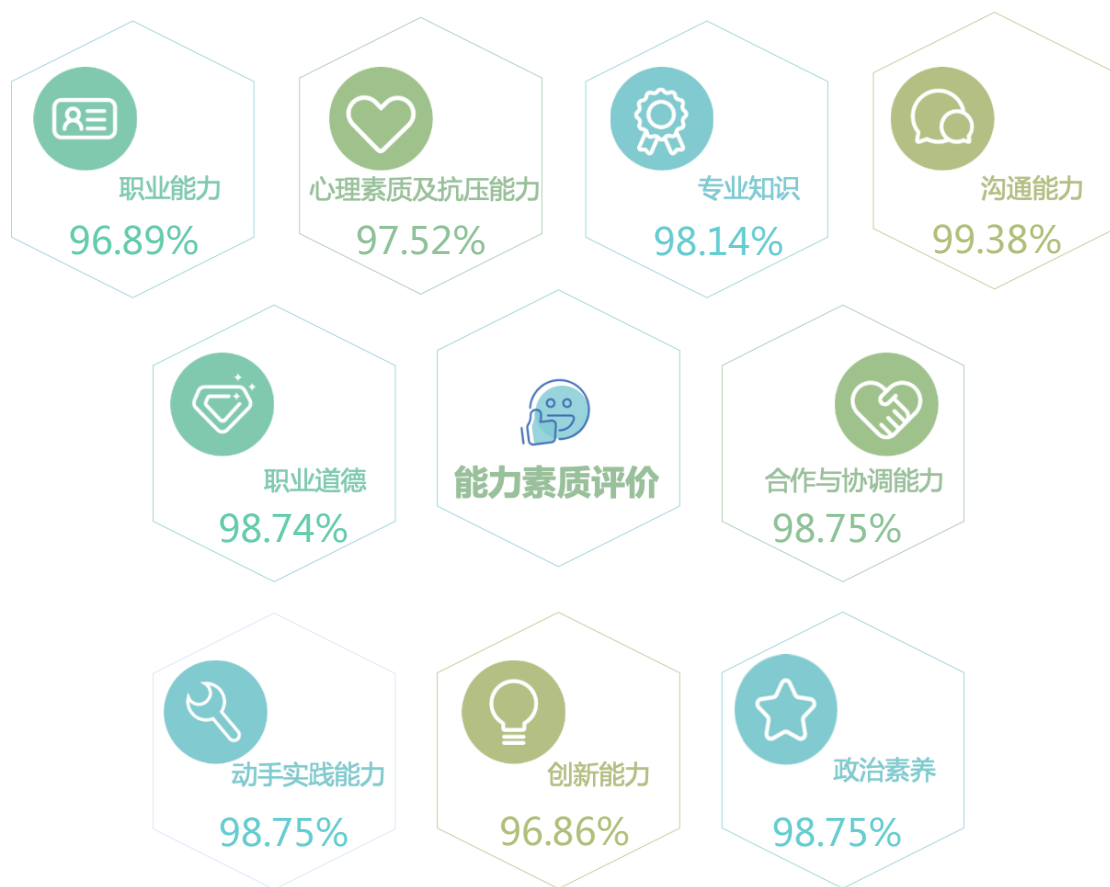 职业能力
96.89%
心理素质及抗压能力
97.52%
专业知识
98.14%
沟通能力
99.38%
职业道德
98.74%
能力素质评价
合作与协调能力
98.75%
动手实践能力
98.75%
创新能力
96.86%
政治素养
98.75%